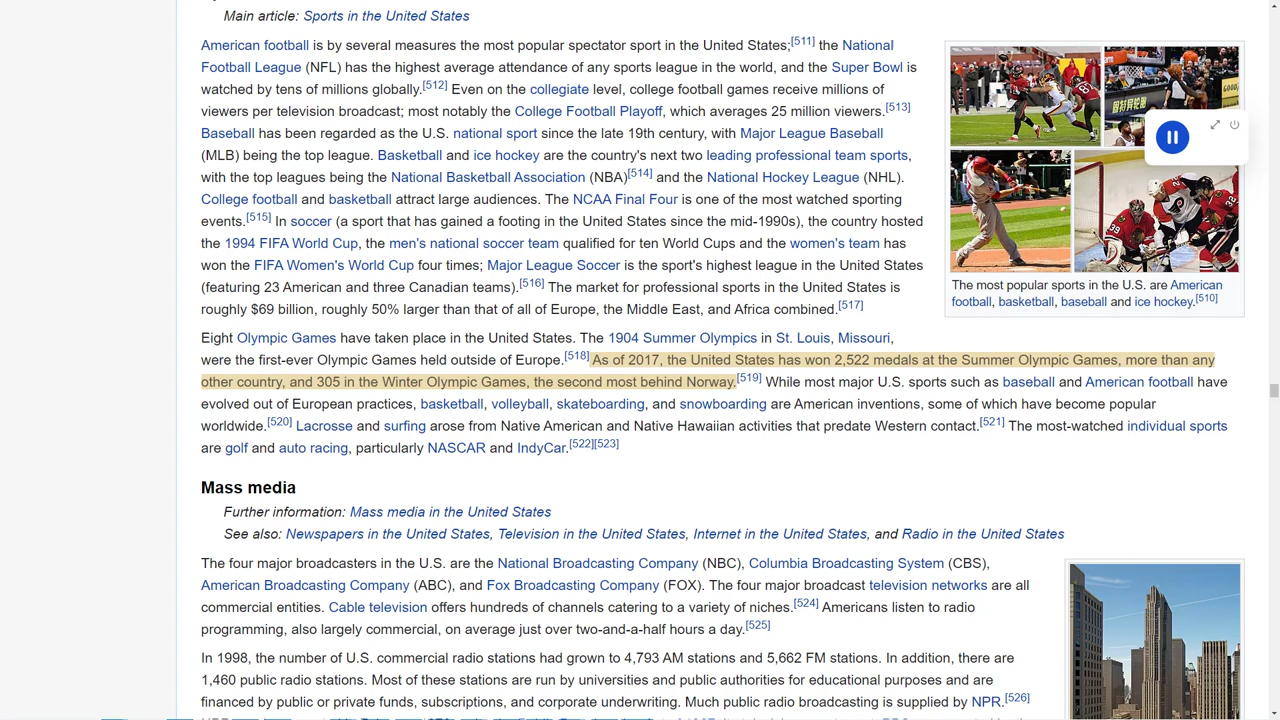 Main article: Sports in the United States
American football is by several measures the most popular spectator sport in the United States;[511] the National
Football League (NFL) has the highest average attendance of any sports league in the world, and the Super Bowl is
watched by tens of millions globally.[512] Even on the collegiate level, college football games receive millions of
viewers per television broadcast; most notably the College Football Playoff, which averages 25 million viewers.[513]
Baseball has been regarded as the U.S. national sport since the late 19th century, with Major League Baseball
(MLB) being the top league. Basketball and ice hockey are the country's next two leading professional team sports,
with the top leagues being the National Basketball Association (NBA)[514] and the National Hockey League (NHL).
College football and basketball attract large audiences. The NCAA Final Four is one of the most watched sporting
events.[515] In soccer (a sport that has gained a footing in the United States since the mid-1990s), the country hosted
the 1994 FIFA World Cup, the men's national soccer team qualified for ten World Cups and the women's team has
won the FIFA Women's World Cup four times; Major League Soccer is the sport's highest league in the United States
(featuring 23 American and three Canadian teams).[516] The market for professional sports in the United States is
roughly $69 billion, roughly 50% larger than that of all of Europe, the Middle East, and Africa combined.[517]
The most popular sports in the U.S. are American
football, basketball, baseball and ice hockey.[510]
Eight Olympic Games have taken place in the United States. The 1904 Summer Olympics in St. Louis, Missouri,
were the first-ever Olympic Games held outside of Europe.[518] As of 2017, the United States has won 2,522 medals at the Summer Olympic Games, more than any
other country, and 305 in the Winter Olympic Games, the second most behind Norway.[519] While most major U.S. sports such as baseball and American football have
evolved out of European practices, basketball, volleyball, skateboarding, and snowboarding are American inventions, some of which have become popular
worldwide.[520] Lacrosse and surfing arose from Native American and Native Hawaiian activities that predate Western contact.[521] The most-watched individual sports
are golf and auto racing, particularly NASCAR and IndyCar.[522][523]
Mass media
Further information: Mass media in the United States
See also: Newspapers in the United States, Television in the United States, Internet in the United States, and Radio in the United States
The four major broadcasters in the U.S. are the National Broadcasting Company (NBC), Columbia Broadcasting System (CBS),
American Broadcasting Company (ABC), and Fox Broadcasting Company (FOX). The four major broadcast television networks are all
commercial entities. Cable television offers hundreds of channels catering to a variety of niches.[524] Americans listen to radio
programming, also largely commercial, on average just over two-and-a-half hours a day.[525]
In 1998, the number of U.S. commercial radio stations had grown to 4,793 AM stations and 5,662 FM stations. In addition, there are
1,460 public radio stations. Most of these stations are run by universities and public authorities for educational purposes and are
financed by public or private funds, subscriptions, and corporate underwriting. Much public radio broadcasting is supplied by NPR.[526]